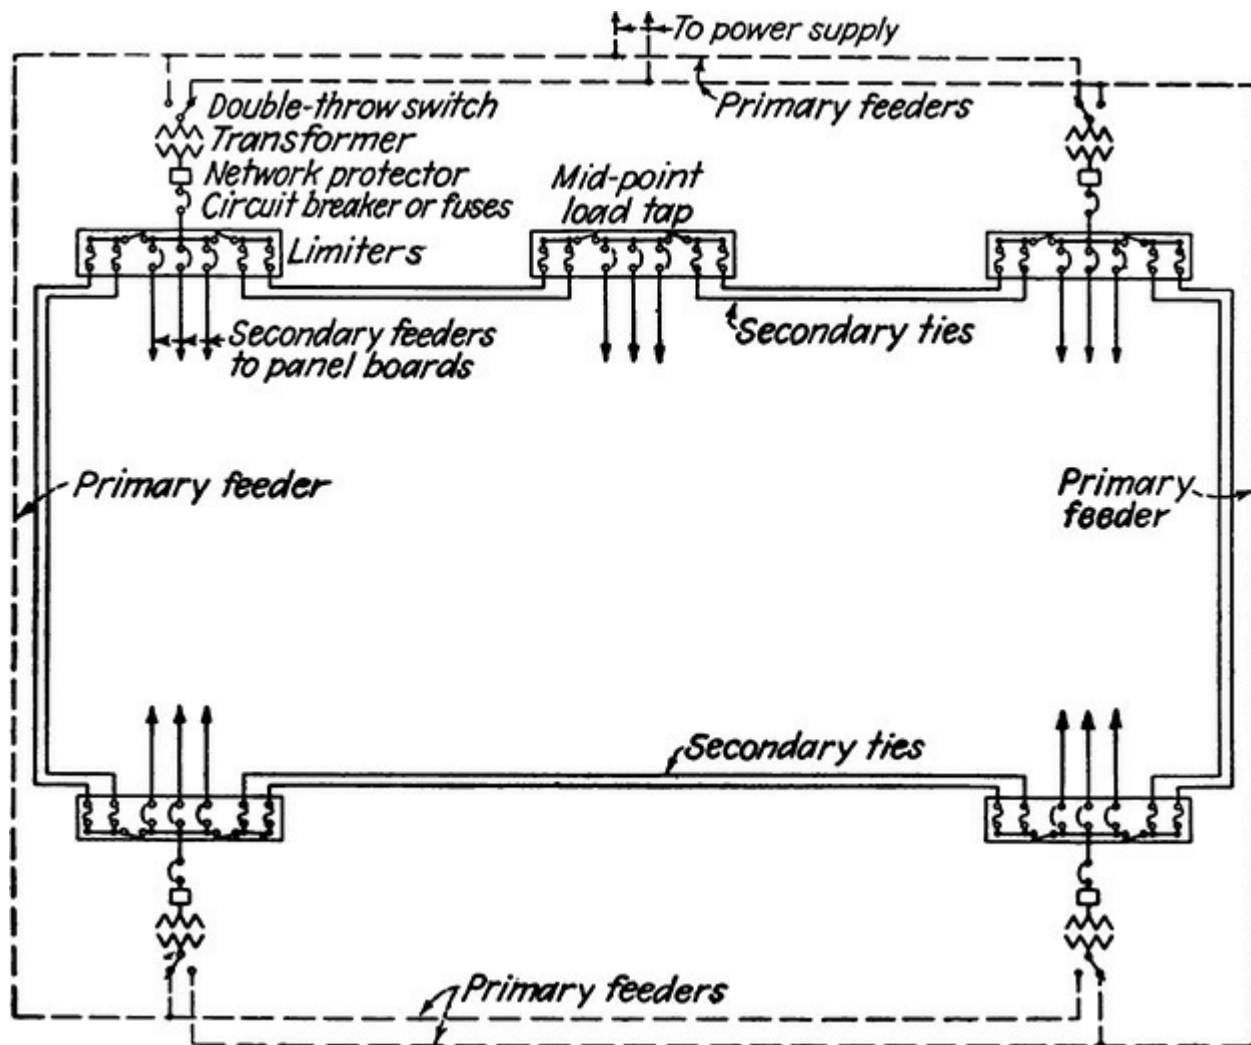 To power supply
Primary feeders
Double-throw switch
Transformer
Network protector
Circuit breaker or fuses
Limiters
Mid-point
load tap
Secondary ties
Secondary feeders
to panel boards
Primary feeder
Primary
feeder
Secondary ties
Primary feeders